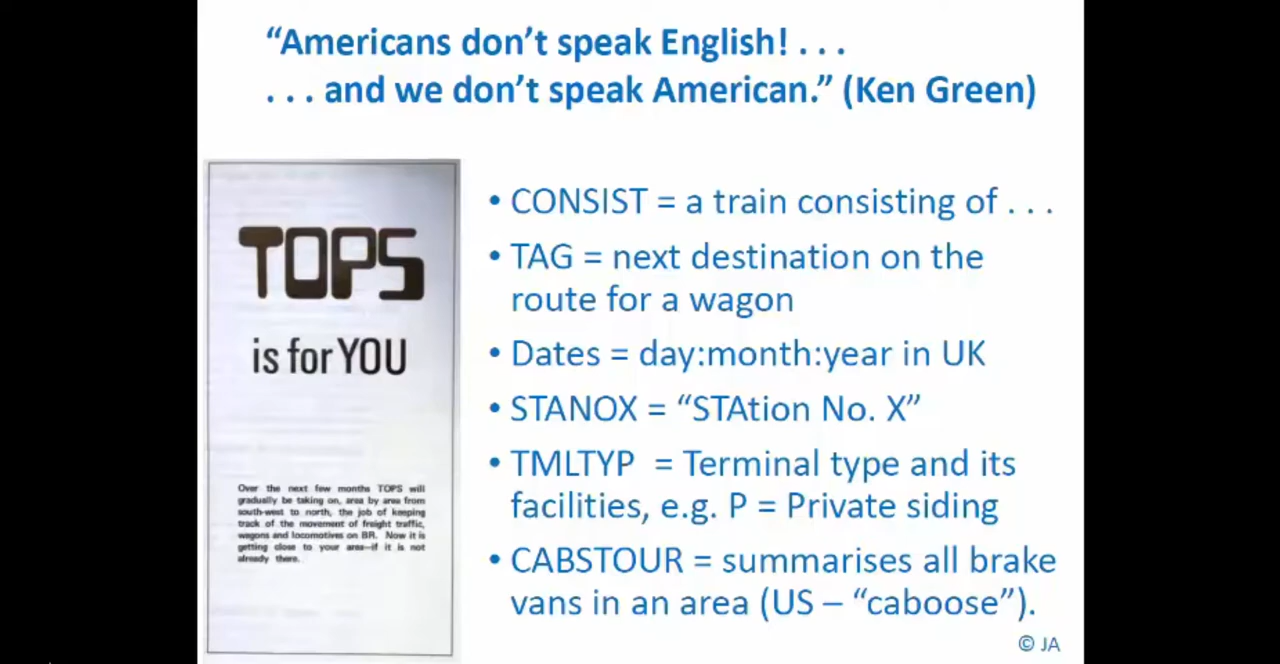 “Americans don’t speak English! . . .
. . . and we don’t speak American.” (Ken Green)
TOPS
is for YOU
Over the next few months TOPS will
gradually be taking on, area by area from
south-west to north, the job of keeping
track of the movement of freight traffic,
wagons and locomotives on BR. Now it is
getting close to your area—if it is not
already there.
• CONSIST = a train consisting of . . .
• TAG = next destination on the
route for a wagon
• Dates = day:month:year in UK
• STANOX = “STAtion No. X”
• TMLTYP = Terminal type and its
facilities, e.g. P = Private siding
• CABSTOUR = summarises all brake
vans in an area (US – “caboose”).
© JA